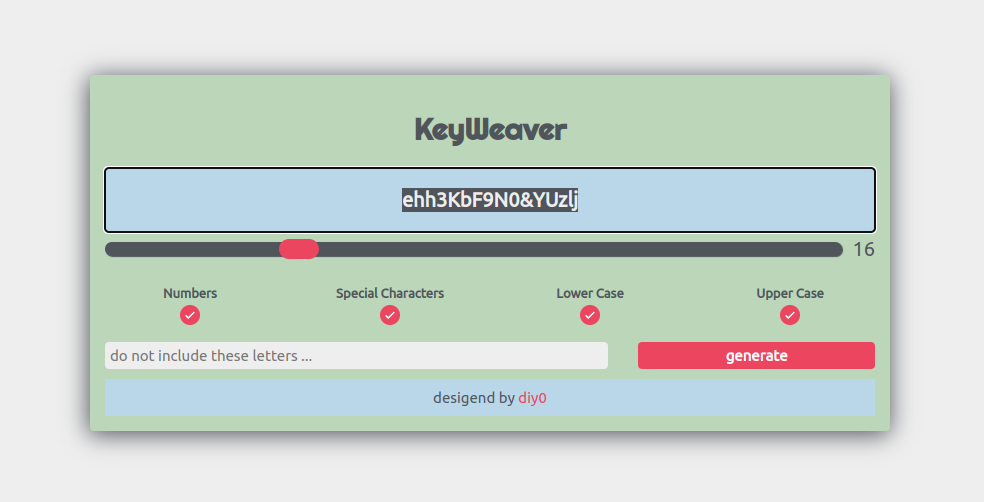 KeyWeaver
ehh3KbF9N0&YUzlj
16
Numbers Special Characters Lower Case Upper Case
do not include these letters ... generate
desigend by diy0